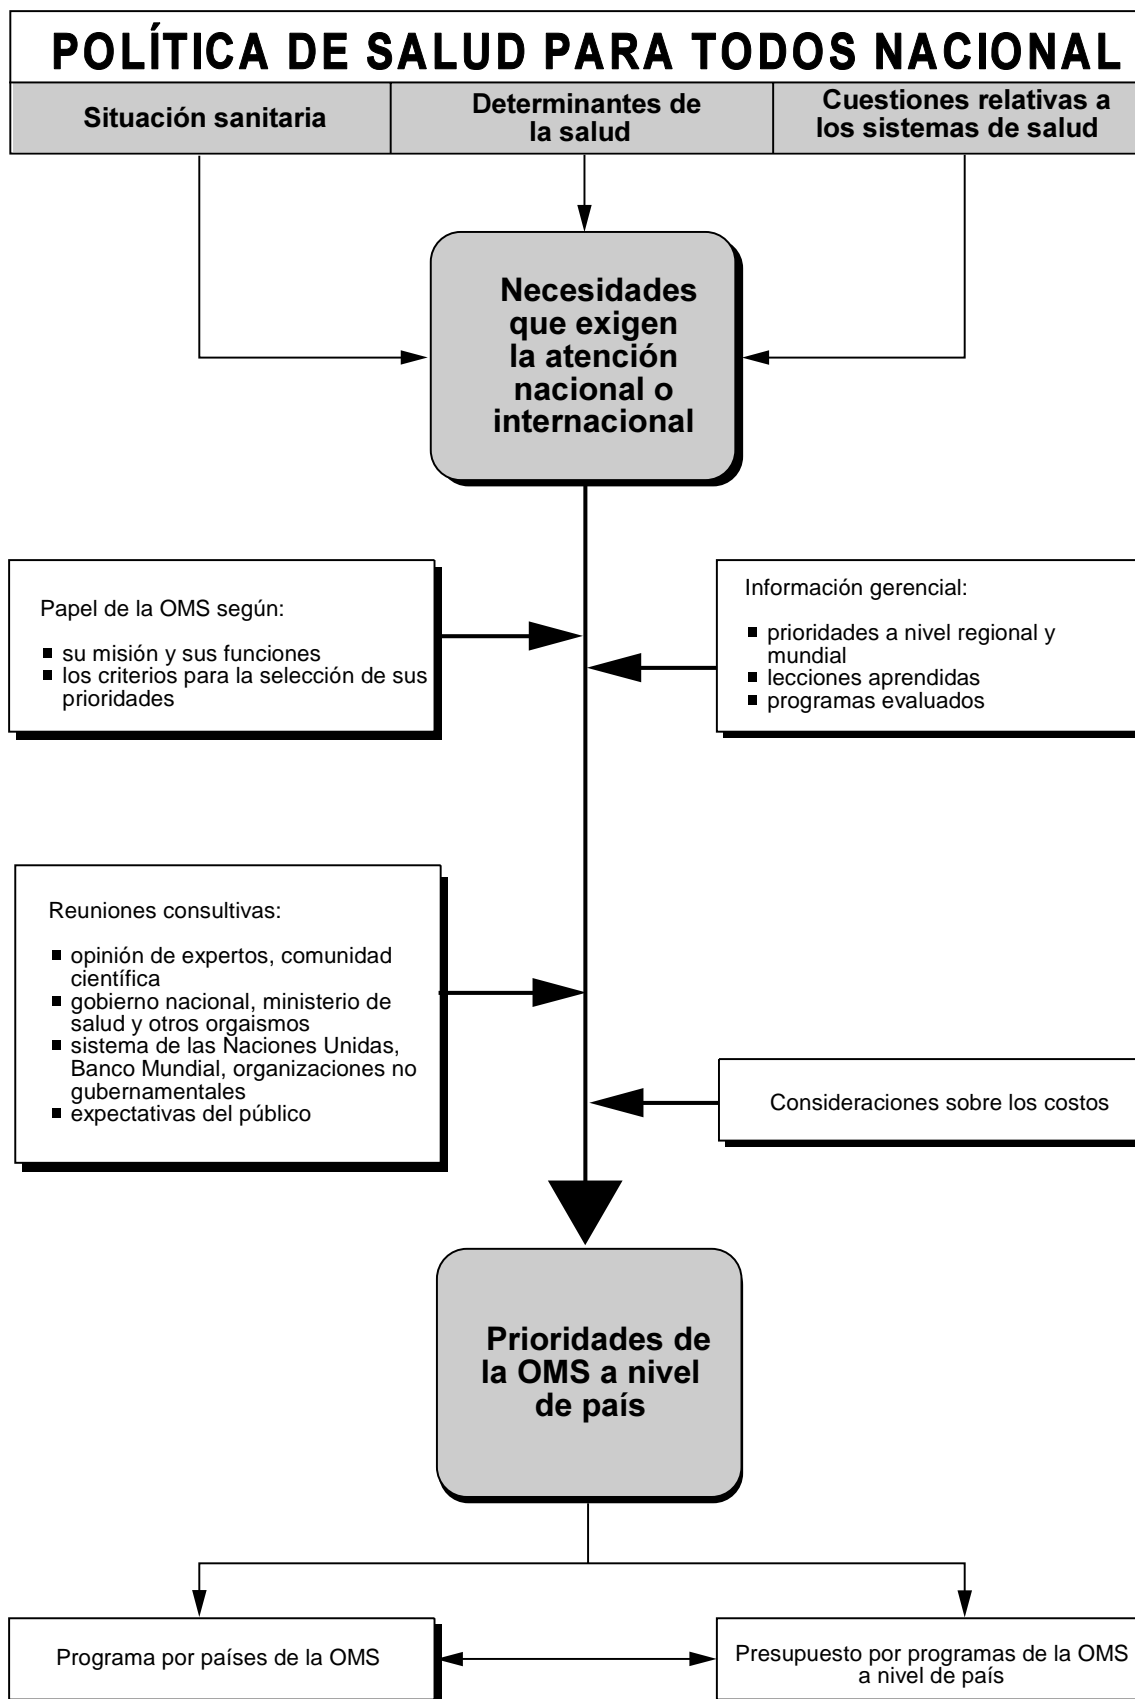 POLÍTICA DE SALUD PARA TODOS NACIONAL
Situación sanitaria
Determinantes de
la salud
Cuestiones relativas a
los sistemas de salud
Necesidades
que exigen
la atención
nacional o
internacional
Papel de la OMS según:
■ su misión y sus funciones
■ los criterios para la selección de sus
prioridades
Información gerencial:
■ prioridades a nivel regional y
mundial
■ lecciones aprendidas
■ programas evaluados
Reuniones consultivas:
■ opinión de expertos, comunidad
científica
■ gobierno nacional, ministerio de
salud y otros orgaismos
■ sistema de las Naciones Unidas,
Banco Mundial, organizaciones no
gubernamentales
■ expectativas del público
Consideraciones sobre los costos
Prioridades de
la OMS a nivel
de país
Programa por países de la OMS
Presupuesto por programas de la OMS
a nivel de país